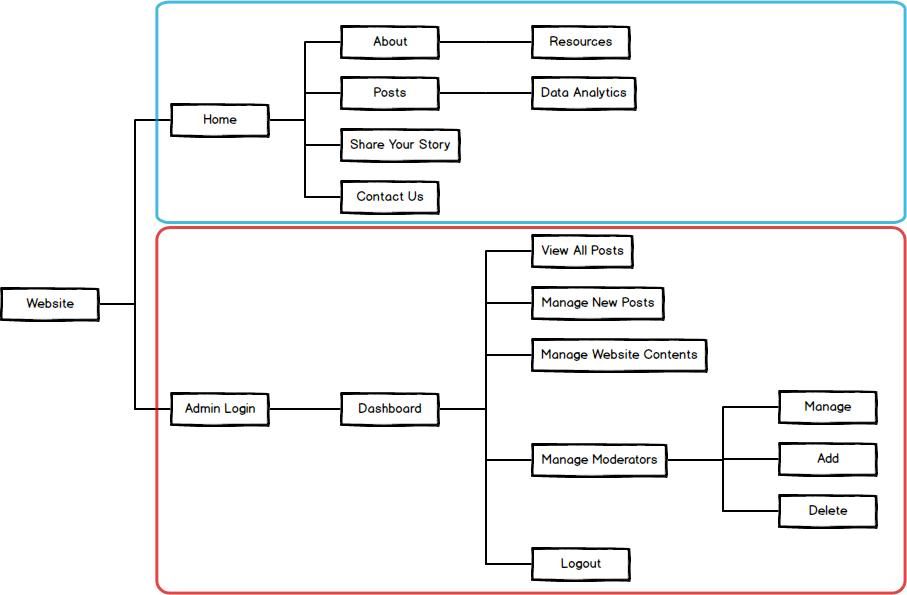 About
Resources
Posts
Data Analytics
Home
Share Your Story
Contact Us
View All Posts
Website
Manage New Posts
Manage Website Contents
Admin Login
Dashboard
Manage
Manage Moderators
Add
Delete
Logout